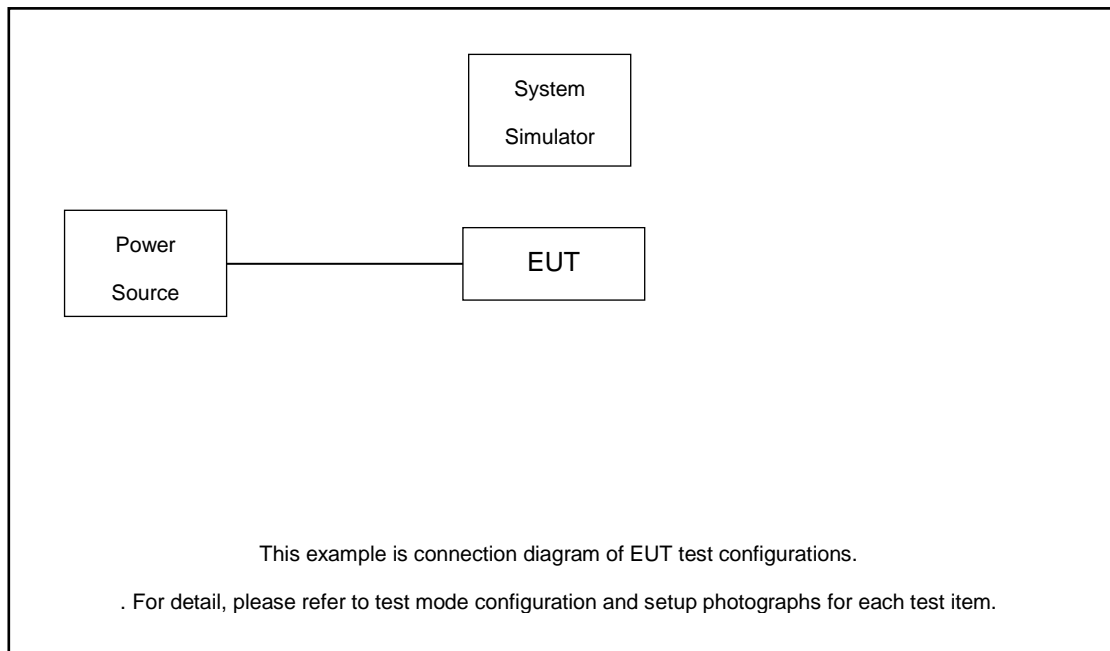 System
Simulator
Power
Source
EUT
This example is connection diagram of EUT test configurations.
. For detail, please refer to test mode configuration and setup photographs for each test item.